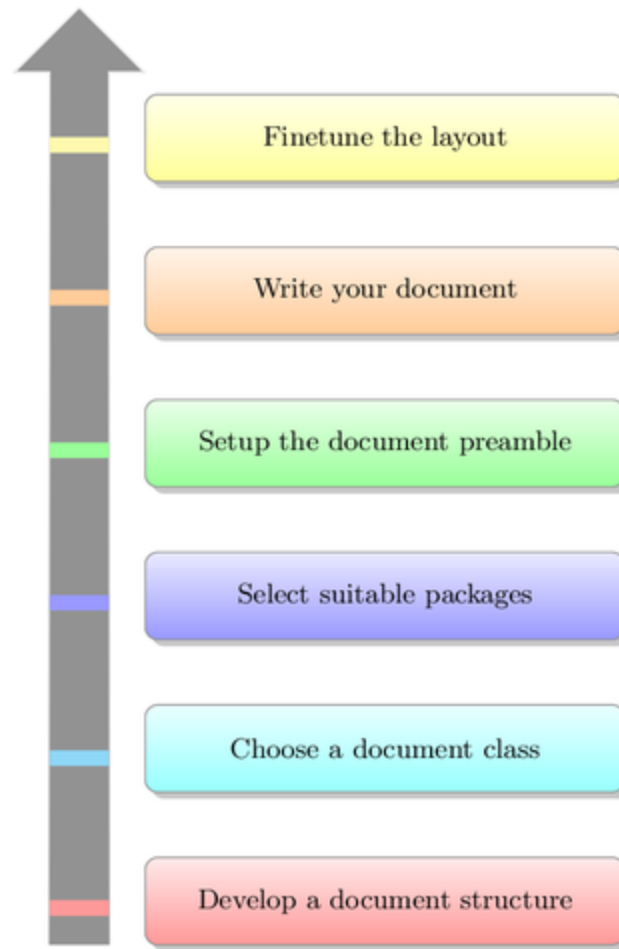 Finetune the layout
Write your document
Setup the document preamble
Select suitable packages
Choose a document class
Develop a document structure